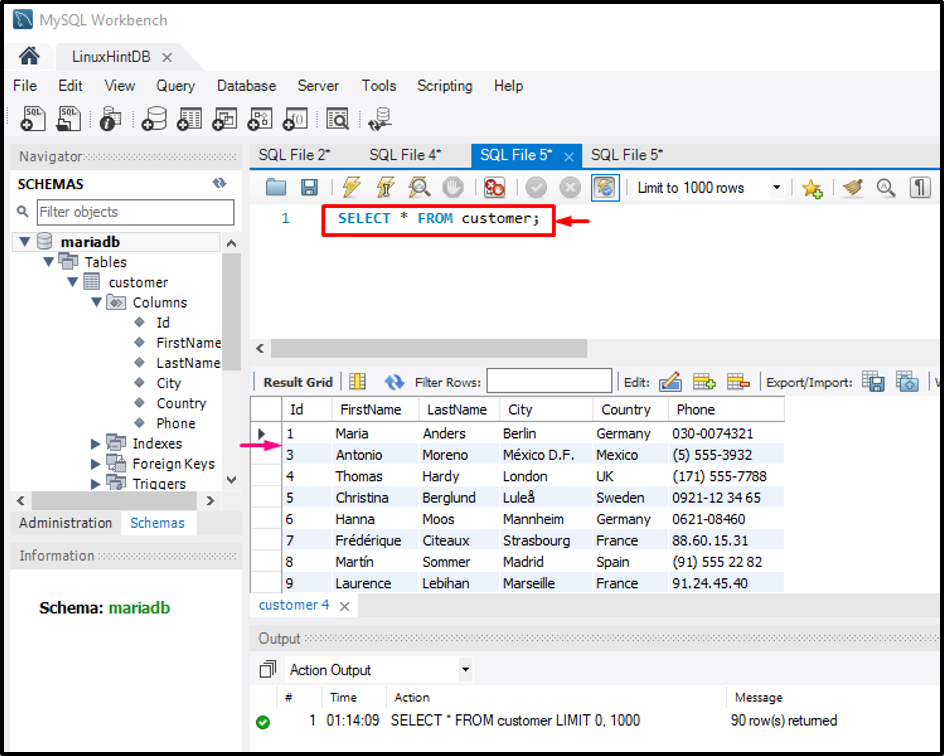 MySQL Workbench
LinuxHintDB
File Edit View Query Database Server Tools Scripting Help
SQL SQL
Navigator
SCHEMAS
Filter objects
mariadb
Tables
customer
Columns
Id
FirstName
LastName
City
Country
Phone
Indexes
Foreign Keys
Triggers
Administration Schemas
Information
Schema: mariadb
SQL File 2* SQL File 4* SQL File 5* SQL File 5*
Limit to 1000 rows
1 SELECT * FROM customer;
Result Grid Filter Rows: Edit: Export/Import:
Id FirstName LastName City Country Phone
1 Maria Anders Berlin Germany 030-0074321
3 Antonio Moreno México D.F. Mexico (5) 555-3932
4 Thomas Hardy London UK (171) 555-7788
5 Christina Berglund Luleå Sweden 0921-12 34 65
6 Hanna Moos Mannheim Germany 0621-08460
7 Frédérique Citeaux Strasbourg France 88.60.15.31
8 Martín Sommer Madrid Spain (91) 555 22 82
9 Laurence Lebihan Marseille France 91.24.45.40
customer 4
Output
Action Output
# Time Action Message
1 01:14:09 SELECT * FROM customer LIMIT 0, 1000 90 row(s) returned